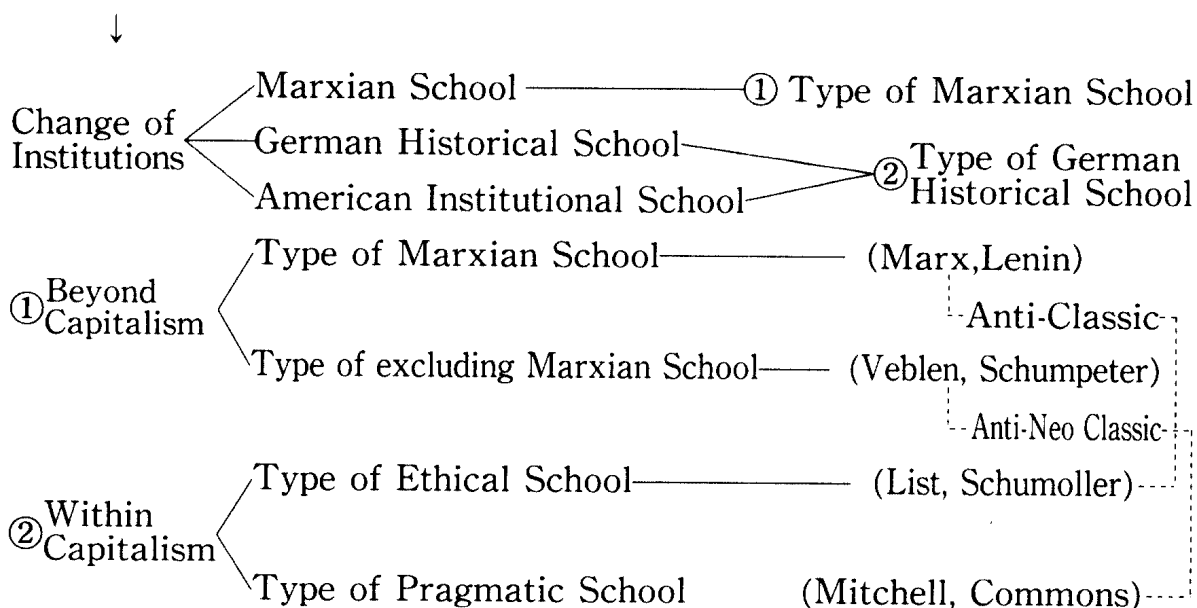 ↓
Marxian School ① Type of Marxian School
Change of
Institutions
German Historical School
② Type of German
Historical School
American Institutional School
Type of Marxian School (Marx,Lenin)
① Beyond
Capitalism
Anti-Classic
Type of excluding Marxian School (Veblen, Schumpeter)
Anti-Neo Classic
Type of Ethical School (List, Schumoller)
② Within
Capitalism
Type of Pragmatic School (Mitchell, Commons)